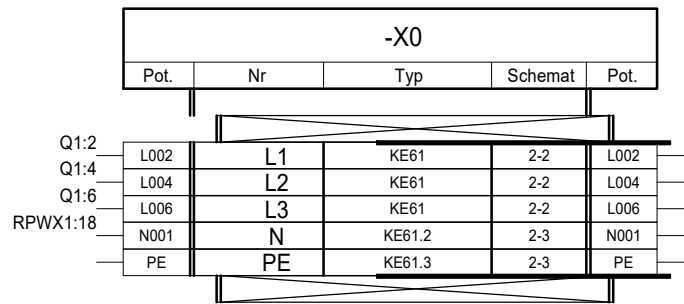 -X0
Pot. Nr Typ Schemat Pot.
Q1:2
L002 L1 KE61 2-2 L002
Q1:4
L004 L2 KE61 2-2 L004
Q1:6
L006 L3 KE61 2-2 L006
RPWX1:18
N001 N KE61.2 2-3 N001
PE PE KE61.3 2-3 PE